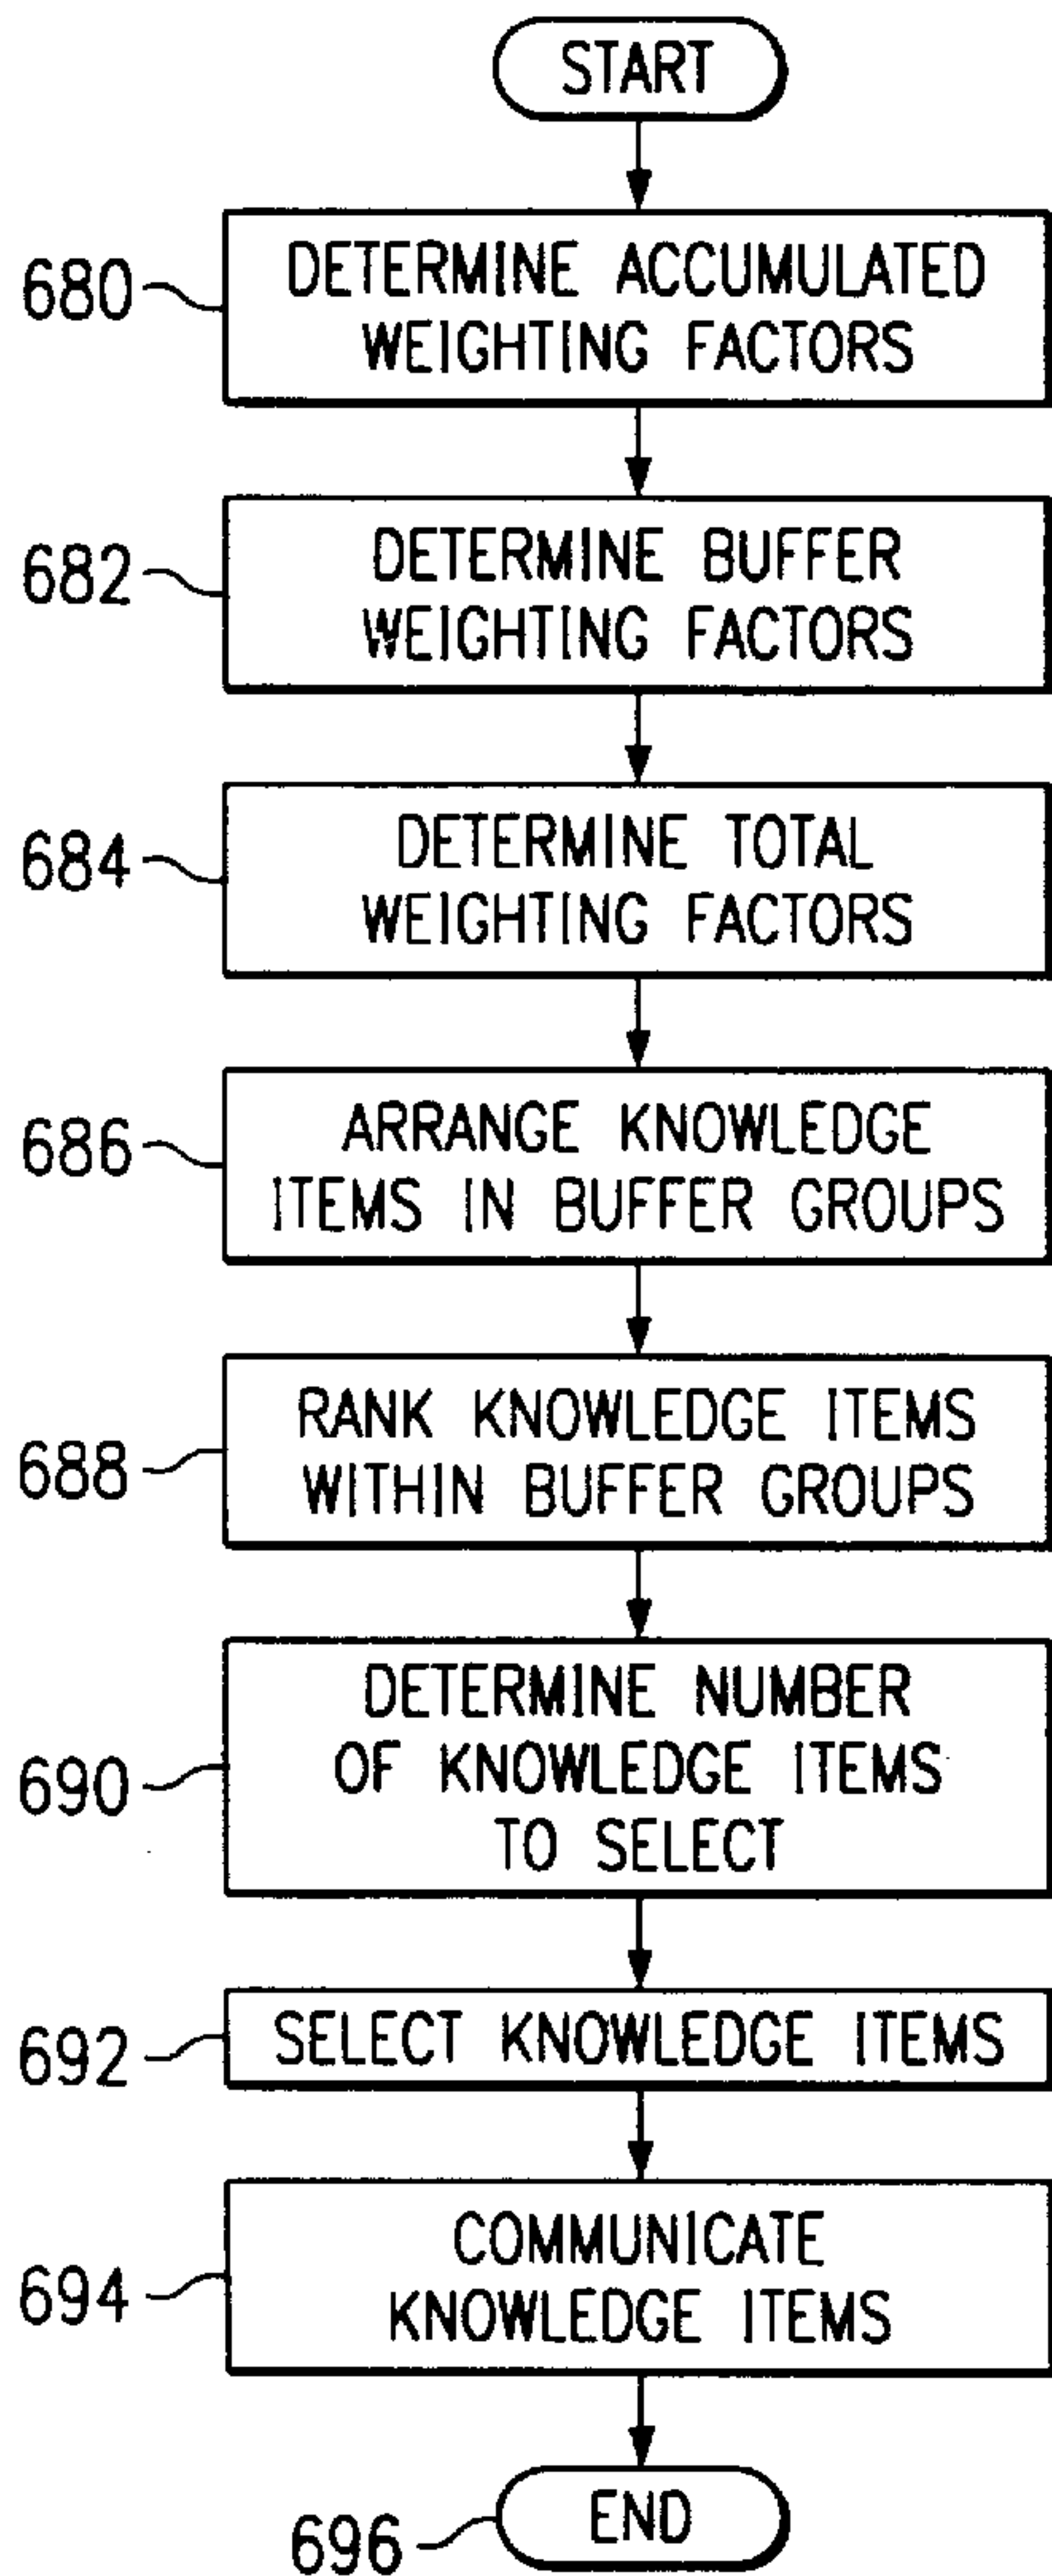 START
680
DETERMINE ACCUMULATED
WEIGHTING FACTORS
682
DETERMINE BUFFER
WEIGHTING FACTORS
684
DETERMINE TOTAL
WEIGHTING FACTORS
686
ARRANGE KNOWLEDGE
ITEMS IN BUFFER GROUPS
688
RANK KNOWLEDGE ITEMS
WITHIN BUFFER GROUPS
690
DETERMINE NUMBER
OF KNOWLEDGE ITEMS
TO SELECT
692
SELECT KNOWLEDGE ITEMS
694
COMMUNICATE
KNOWLEDGE ITEMS
696
END